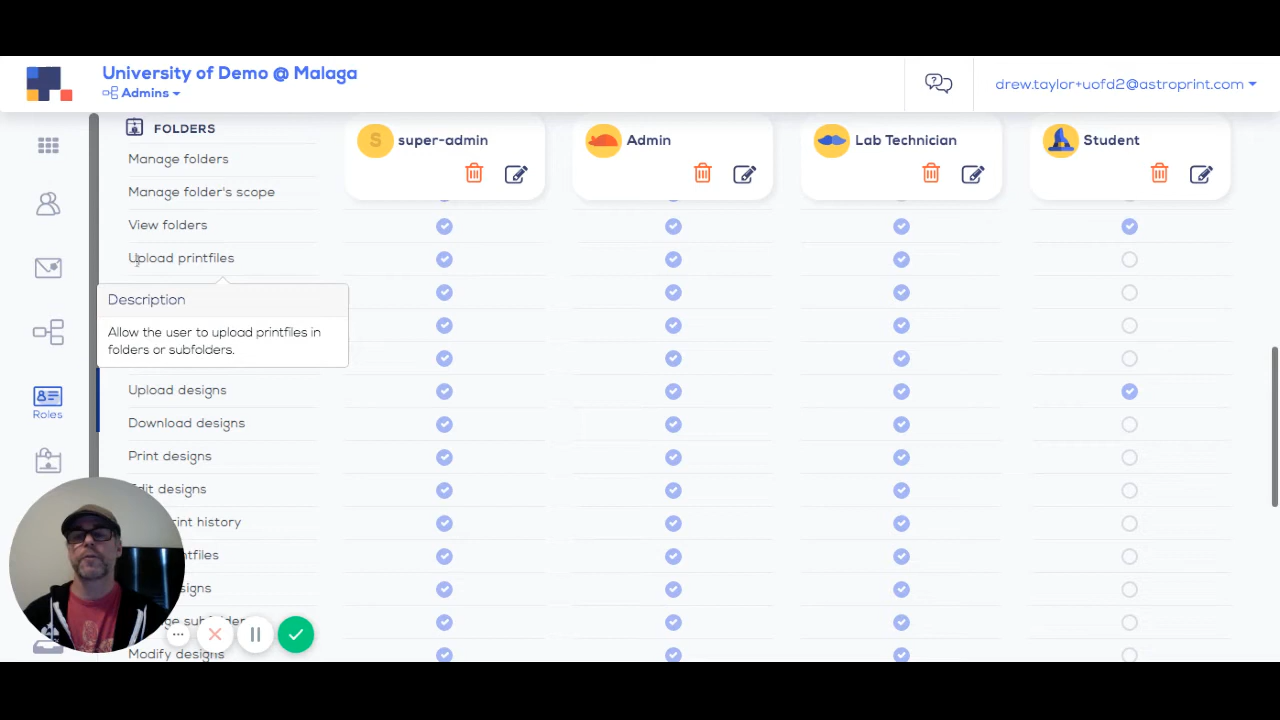 University of Demo @ Malaga
Admins
drew.taylor+uofd2@astroprint.com
FOLDERS
S super-admin
Admin
Lab Technician
Student
Manage folders
Manage folder's scope
View folders
Upload printfiles
Description
Allow the user to upload printfiles in
folders or subfolders.
Upload designs
Roles
Download designs
Print designs
designs
history
Modify designs